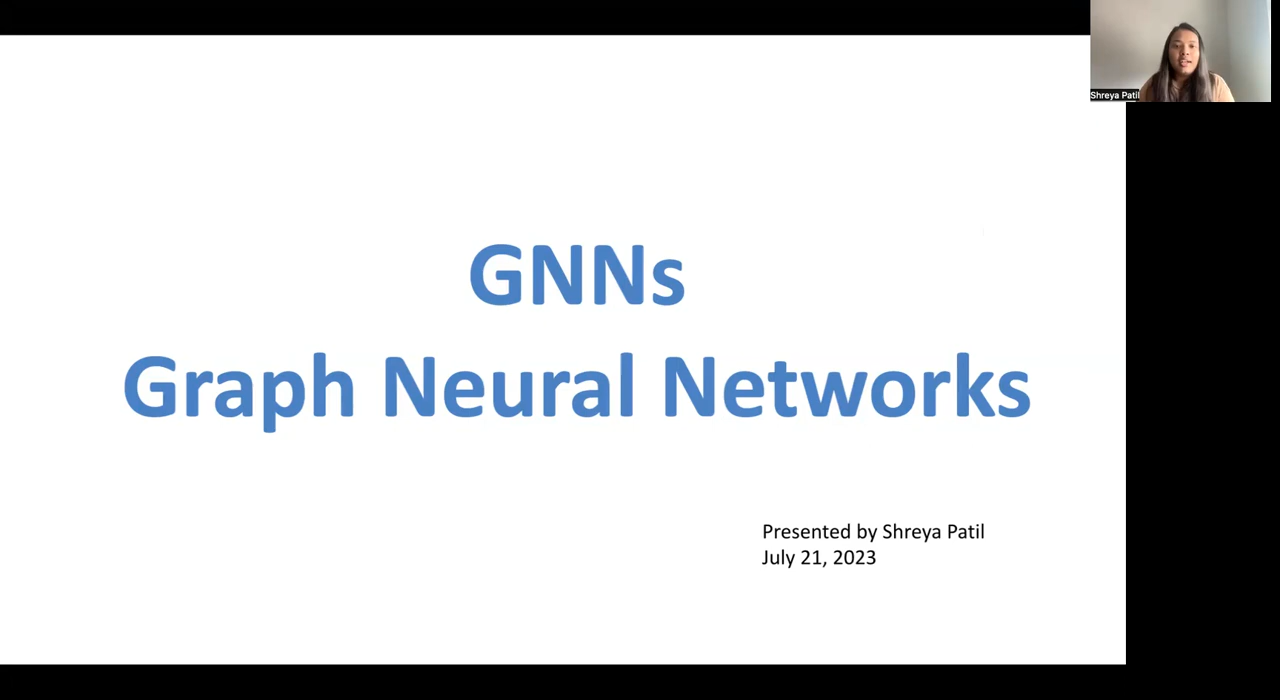 Shreya Patil
GNNs
Graph Neural Networks
Presented by Shreya Patil
July 21, 2023